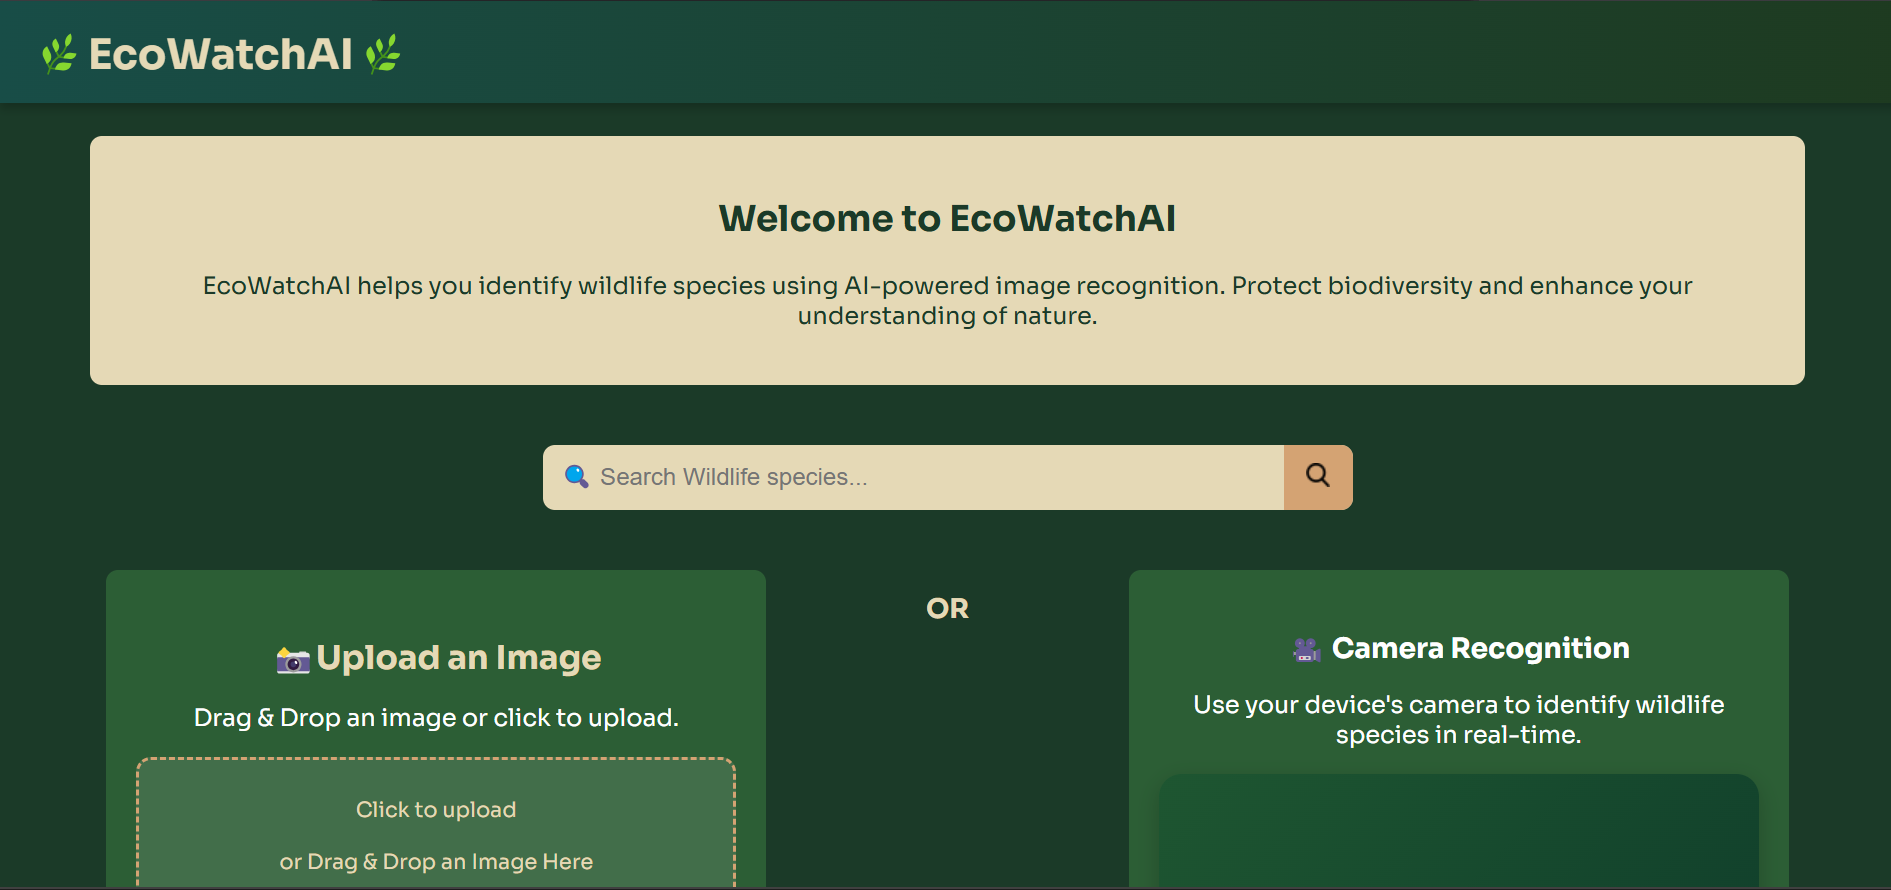 EcoWatchAI
Welcome to EcoWatchAI
EcoWatchAI helps you identify wildlife species using AI-powered image recognition. Protect biodiversity and enhance your
understanding of nature.
Search Wildlife species...
Upload an Image
Drag & Drop an image or click to upload.
Click to upload
or Drag & Drop an Image Here
OR
Camera Recognition
Use your device's camera to identify wildlife
species in real-time.